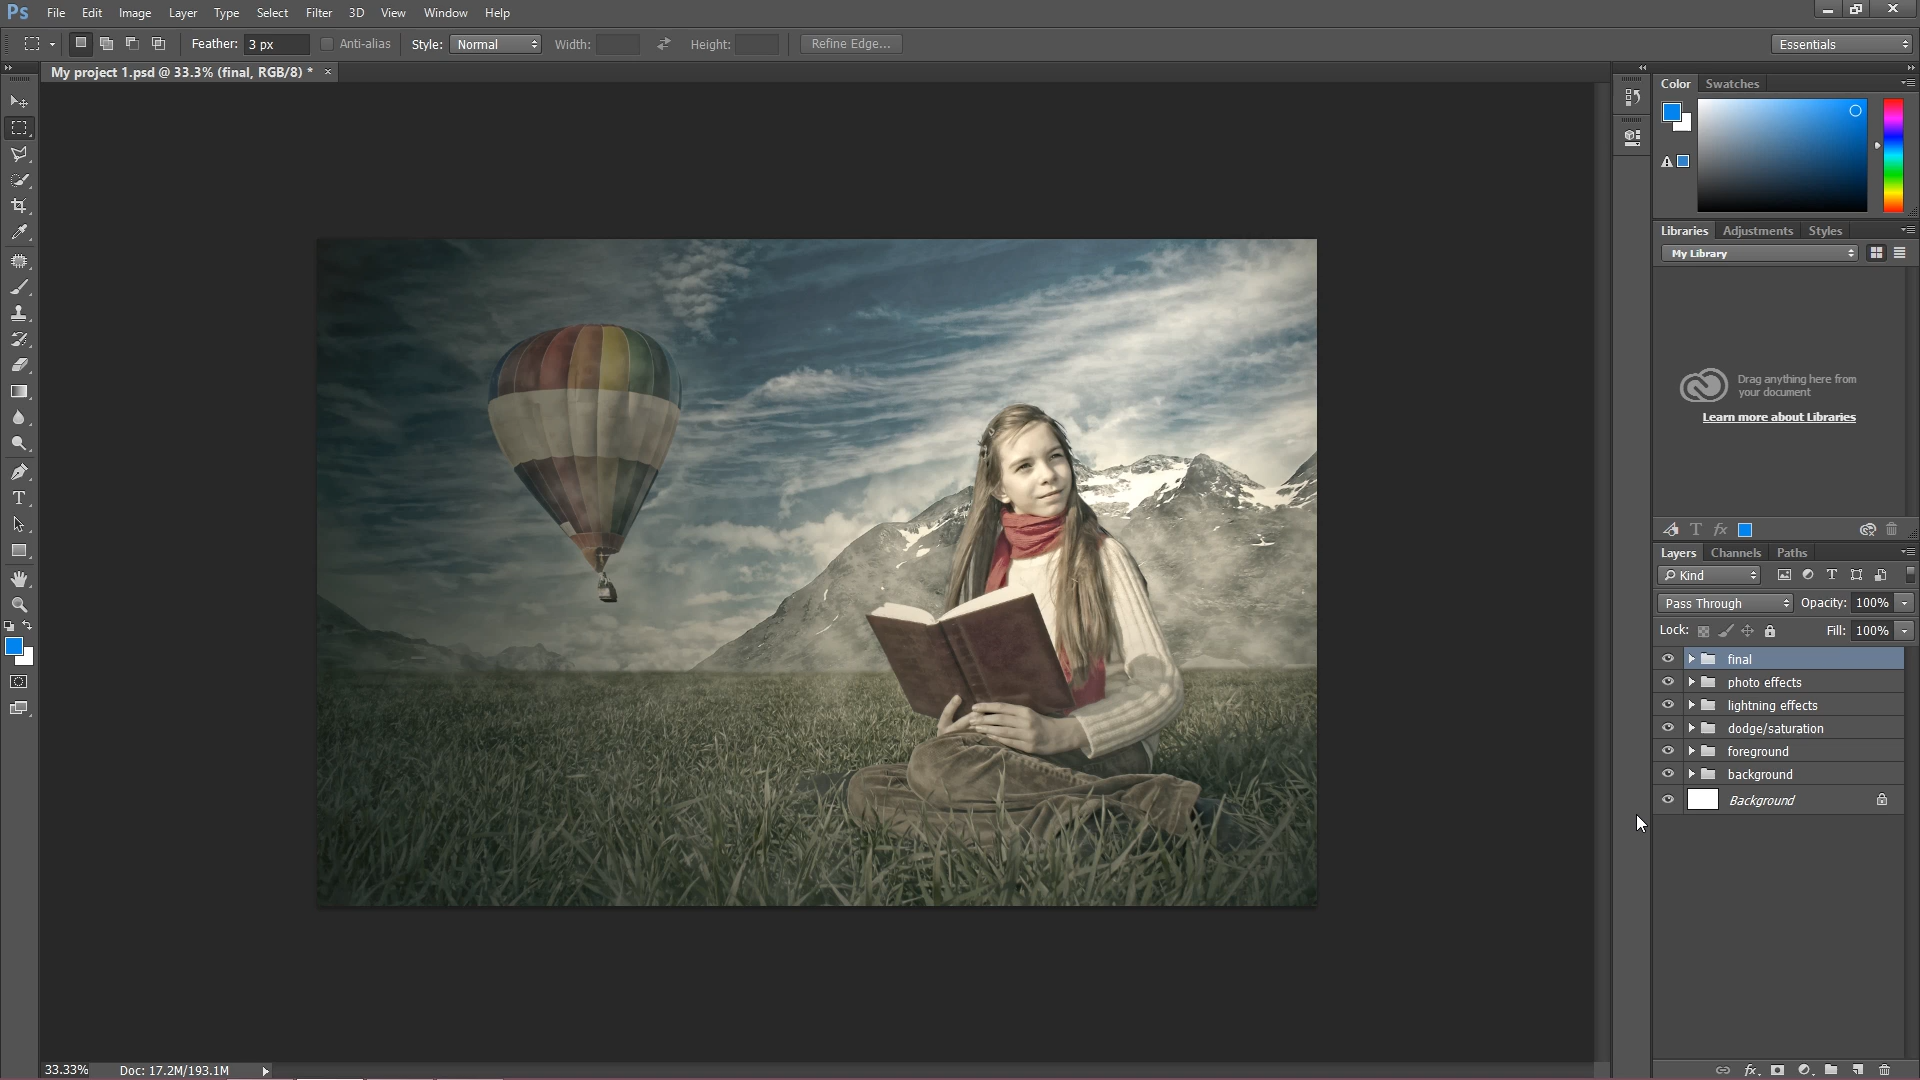 Ps File Edit Image Layer Type Select Filter 3D View Window Help
Feather: 3 px Anti-alias Style: Normal Width: Height: Refine Edge... Essentials
My project 1.psd @ 33.3% (final, RGB/8) * ×
Color Swatches
Libraries Adjustments Styles
My Library
Drag anything here from
your document
Learn more about Libraries
T fx
Layers Channels Paths
Kind T
Pass Through Opacity: 100%
Lock: Fill: 100%
final
photo effects
lightning effects
dodge/saturation
foreground
background
Background
33.33% Doc: 17.2M/193.1M
fx